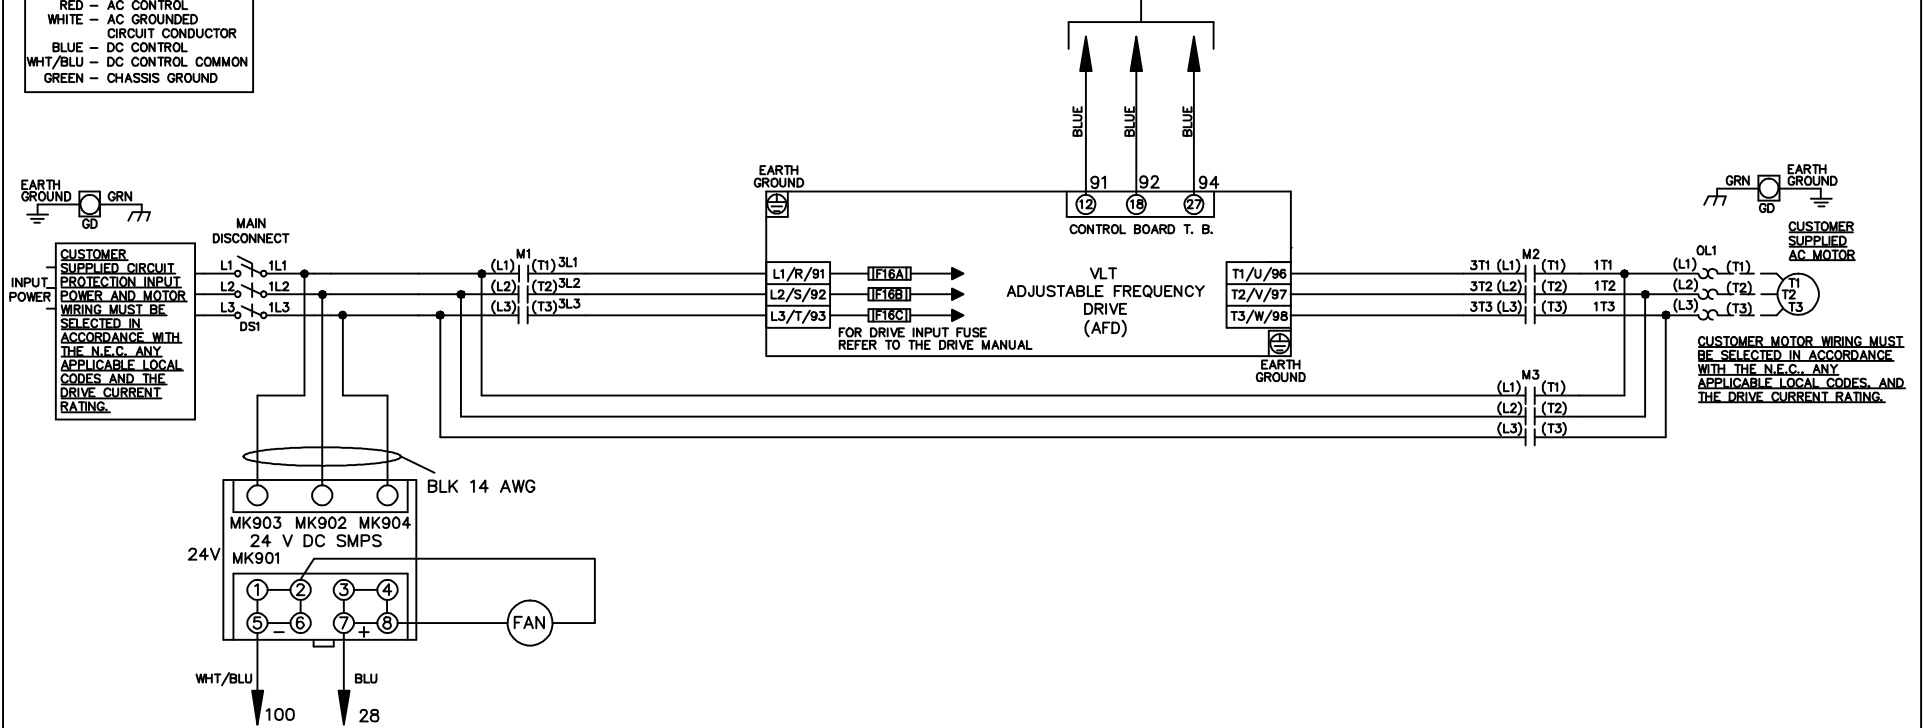 RED – AC CONTROL
WHITE – AC GROUNDED
CIRCUIT CONDUCTOR
BLUE – DC CONTROL
WHT/BLU – DC CONTROL COMMON
GREEN – CHASSIS GROUND
BLUE
BLUE
BLUE
91 92 94
12 18 27
CONTROL BOARD T. B.
EARTH
GROUND
GRN
GD
MAIN
DISCONNECT
L1 1L1
L2 1L2
L3 1L3
DS1
INPUT
POWER
CUSTOMER
SUPPLIED CIRCUIT
PROTECTION INPUT
POWER AND MOTOR
WIRING MUST BE
SELECTED IN
ACCORDANCE WITH
THE N.E.C. ANY
APPLICABLE LOCAL
CODES AND THE
DRIVE CURRENT
RATING.
M1
(L1) (T1) 3L1
(L2) (T2) 3L2
(L3) (T3) 3L3
EARTH
GROUND
L1/R/91
L2/S/92
L3/T/93
F16A
F16B
F16C
FOR DRIVE INPUT FUSE
REFER TO THE DRIVE MANUAL
VLT
ADJUSTABLE FREQUENCY
DRIVE
(AFD)
T1/U/96
T2/V/97
T3/W/98
EARTH
GROUND
M2
3T1 (L1) (T1) 1T1
3T2 (L2) (T2) 1T2
3T3 (L3) (T3) 1T3
M3
(L1) (T1)
(L2) (T2)
(L3) (T3)
GRN
GD
EARTH
GROUND
CUSTOMER
SUPPLIED
AC MOTOR
OL1
(L1) (T1)
(L2) (T2)
(L3) (T3)
T1
T2
T3
CUSTOMER MOTOR WIRING MUST
BE SELECTED IN ACCORDANCE
WITH THE N.E.C., ANY
APPLICABLE LOCAL CODES, AND
THE DRIVE CURRENT RATING.
BLK 14 AWG
MK903 MK902 MK904
24 V DC SMPS
24V
MK901
1 2 3 4
5 6 7 8
– +
FAN
WHT/BLU BLU
100 28